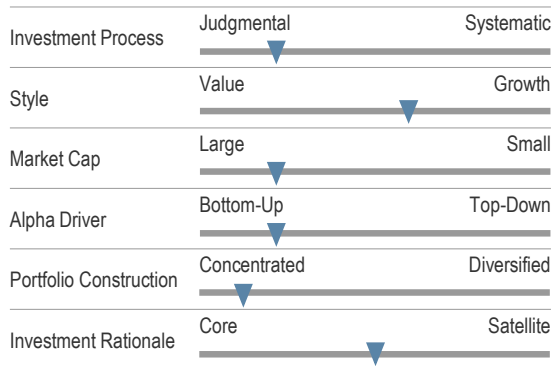 Judgmental Systematic
Investment Process
Value Growth
Style
Large Small
Market Cap
Bottom-Up Top-Down
Alpha Driver
Concentrated Diversified
Portfolio Construction
Core Satellite
Investment Rationale